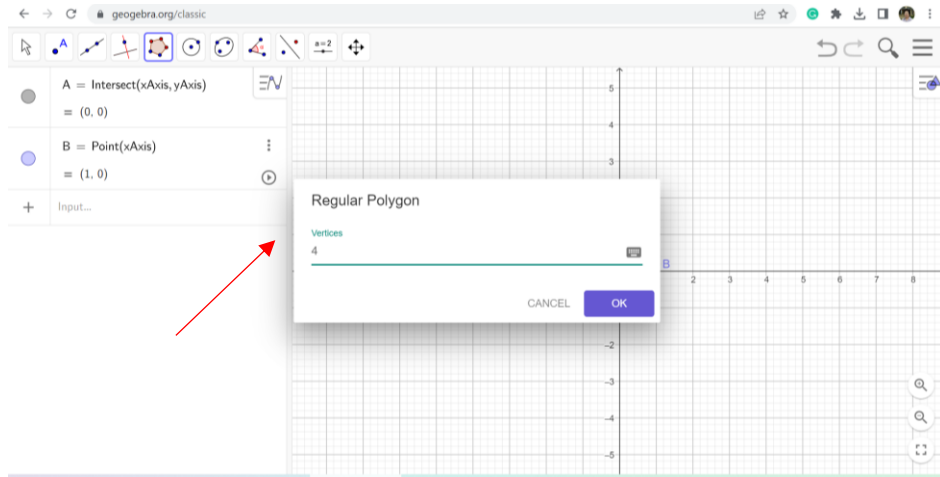 geogebra.org/classic
A
a=2
A = Intersect(xAxis, yAxis)
= (0, 0)
B = Point(xAxis)
= (1, 0)
Input...
Regular Polygon
Vertices
4
CANCEL
OK
B
5
4
3
2 3 4 5 6 7 8
–2
–3
–4
–5